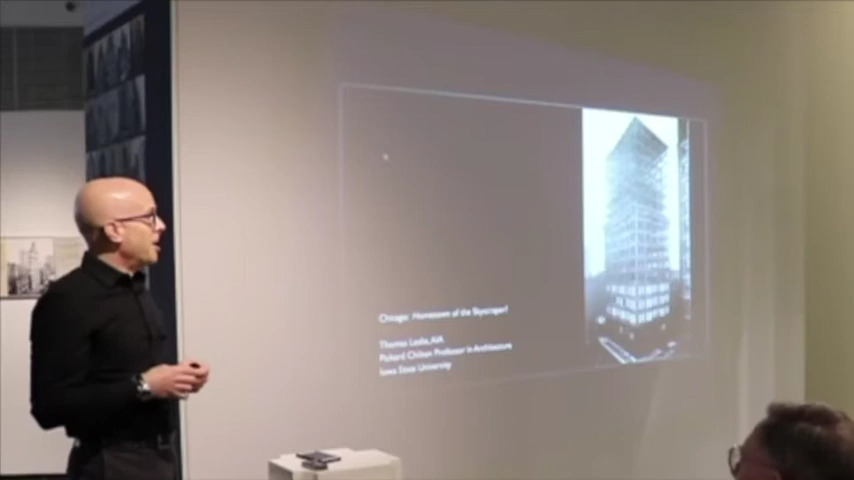 Chicago: Hometown of the Skyscraper?
Thomas Leslie, AIA
Pickard Chilton Professor in Architecture
Iowa State University